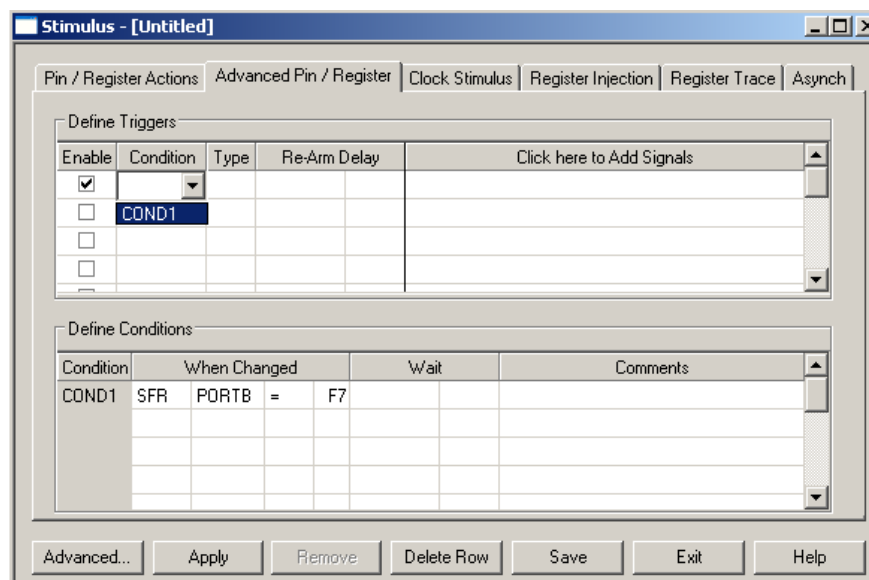 Stimulus - [Untitled]
Pin / Register Actions Advanced Pin / Register Clock Stimulus Register Injection Register Trace Asynch
Define Triggers
Enable Condition Type Re-Arm Delay Click here to Add Signals
COND1
Define Conditions
Condition When Changed Wait Comments
COND1 SFR PORTB = F7
Advanced... Apply Remove Delete Row Save Exit Help